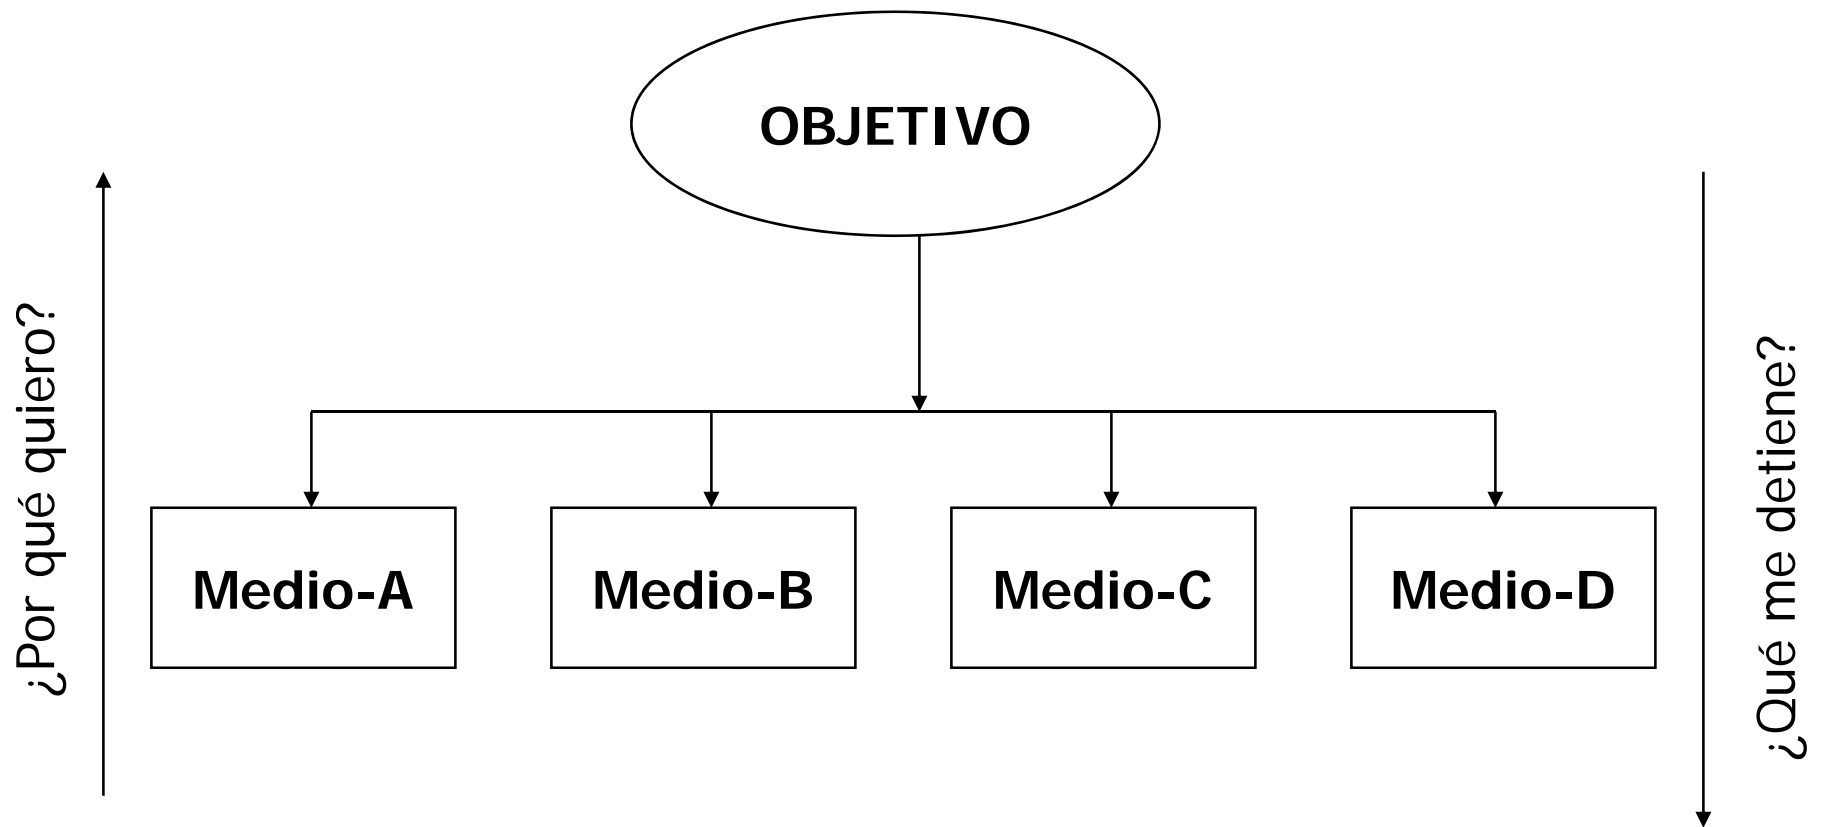 OBJETIVO
¿Por qué quiero?
¿Qué me detiene?
Medio-A
Medio-B
Medio-C
Medio-D